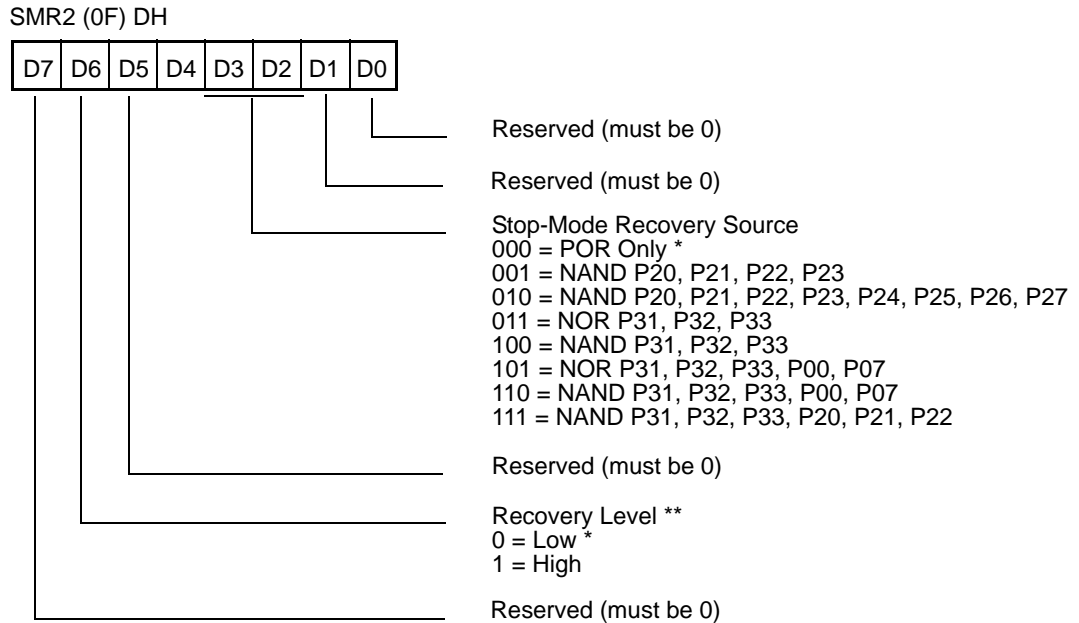 SMR2 (0F) DH
D7 D6 D5 D4 D3 D2 D1 D0
Reserved (must be 0)
Reserved (must be 0)
Stop-Mode Recovery Source
000 = POR Only *
001 = NAND P20, P21, P22, P23
010 = NAND P20, P21, P22, P23, P24, P25, P26, P27
011 = NOR P31, P32, P33
100 = NAND P31, P32, P33
101 = NOR P31, P32, P33, P00, P07
110 = NAND P31, P32, P33, P00, P07
111 = NAND P31, P32, P33, P20, P21, P22
Reserved (must be 0)
Recovery Level **
0 = Low *
1 = High
Reserved (must be 0)